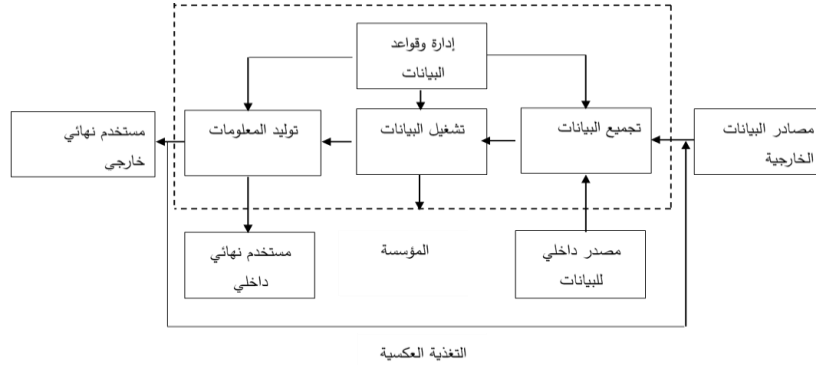 إدارة وقواعد
البيانات
مصادر البيانات
الخارجية
تجميع البيانات
تشغيل البيانات
توليد المعلومات
مستخدم نهائي
خارجي
مصدر داخلي
للبيانات
المؤسسة
مستخدم نهائي
داخلي
التغذية العكسية